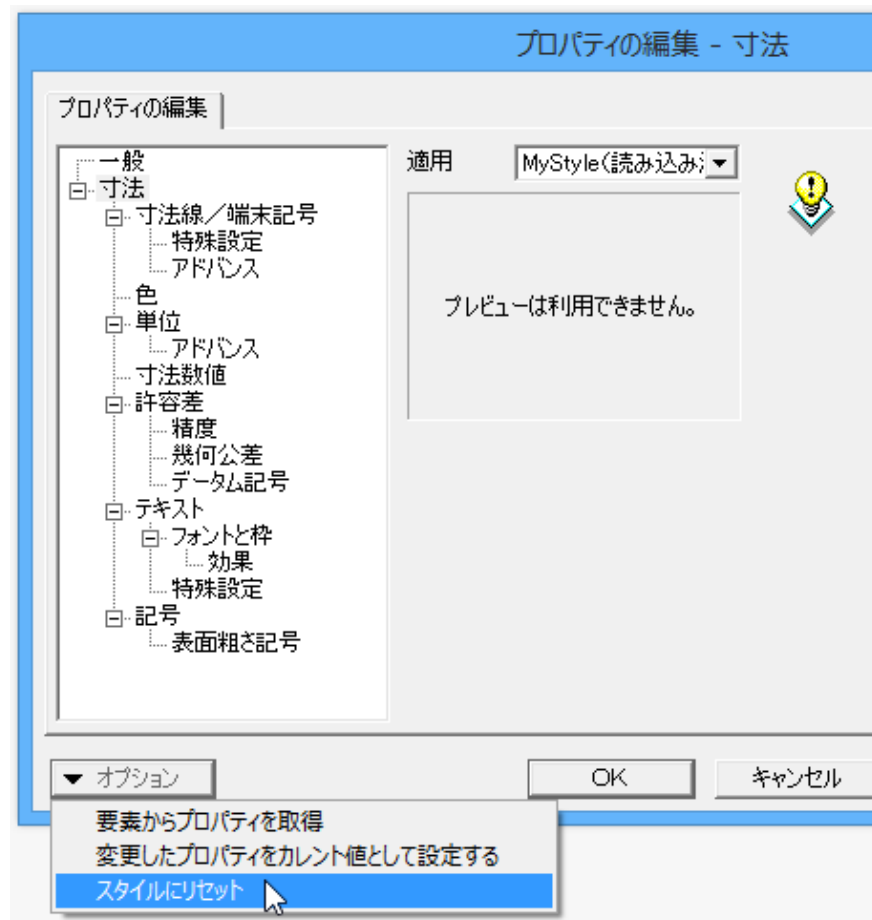 プロパティの編集 - 寸法
プロパティの編集
一般
寸法
寸法線／端末記号
特殊設定
アドバンス
色
単位
アドバンス
寸法数値
許容差
精度
幾何公差
データム記号
テキスト
フォントと枠
効果
特殊設定
記号
表面粗さ記号
適用
MyStyle(読み込み
プレビューは利用できません。
オプション
OK
キャンセル
要素からプロパティを取得
変更したプロパティをカレント値として設定する
スタイルにリセット